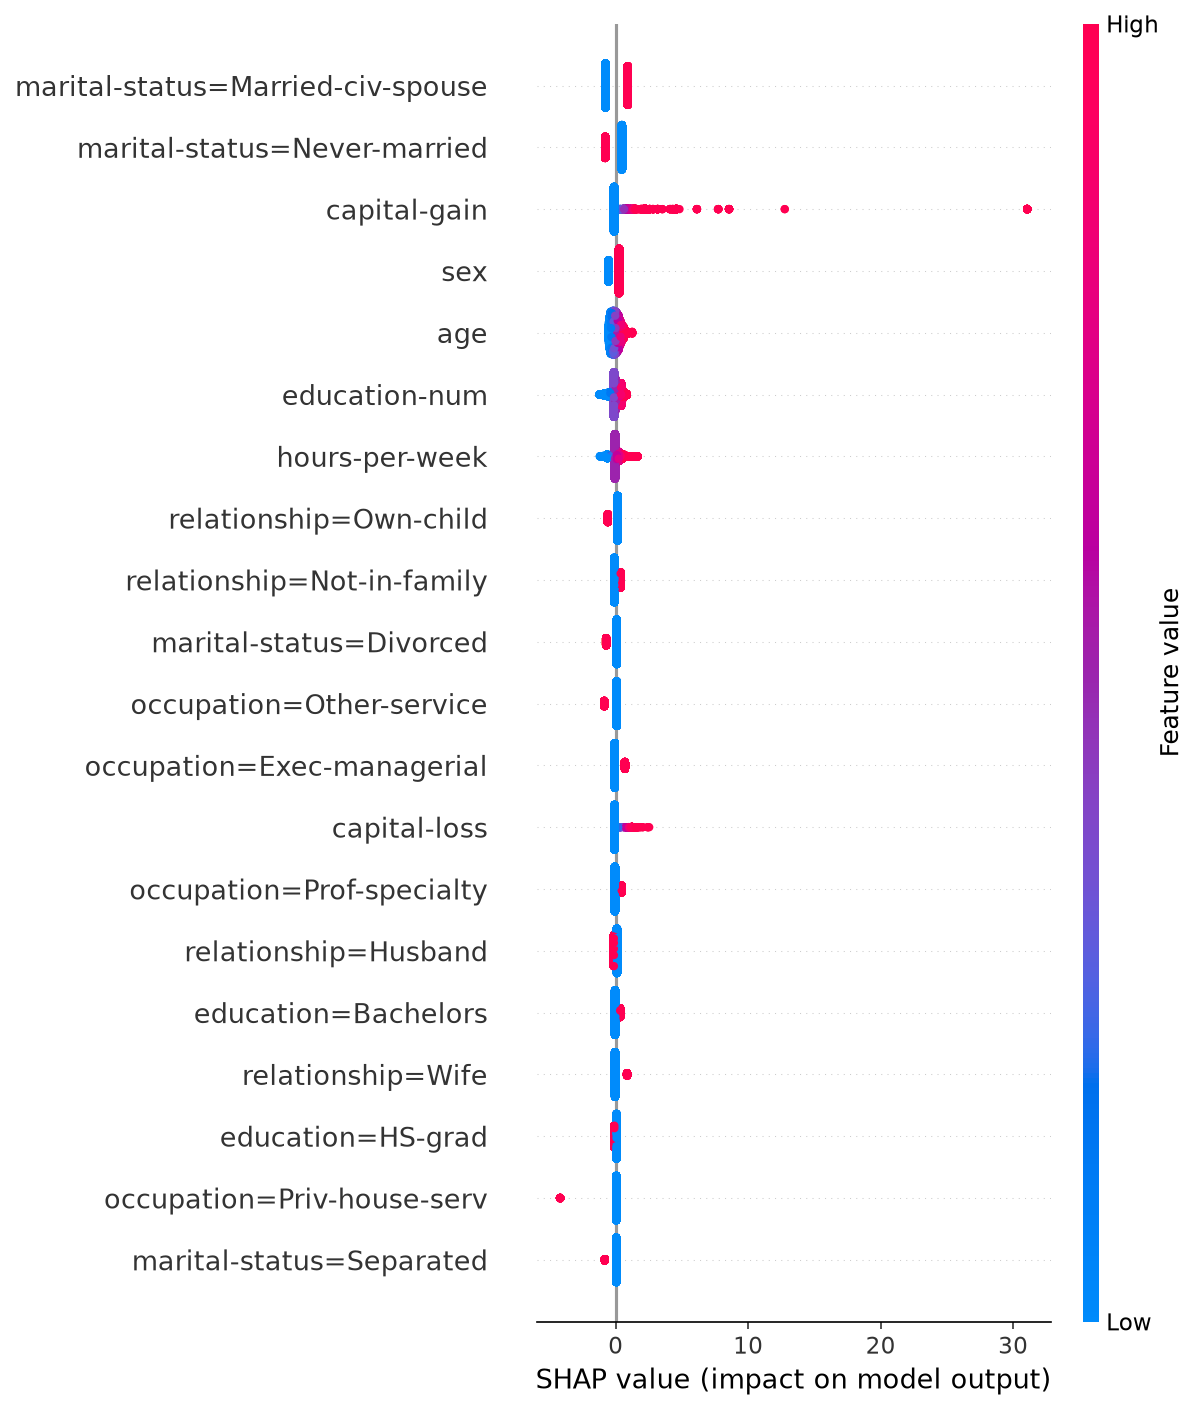 High
marital-status=Married-civ-spouse
marital-status=Never-married
capital-gain
sex
age
education-num
hours-per-week
relationship=Own-child
relationship=Not-in-family
marital-status=Divorced
occupation=Other-service
occupation=Exec-managerial
capital-loss
occupation=Prof-specialty
relationship=Husband
education=Bachelors
relationship=Wife
education=HS-grad
occupation=Priv-house-serv
marital-status=Separated
Feature value
Low
0 10 20 30
SHAP value (impact on model output)